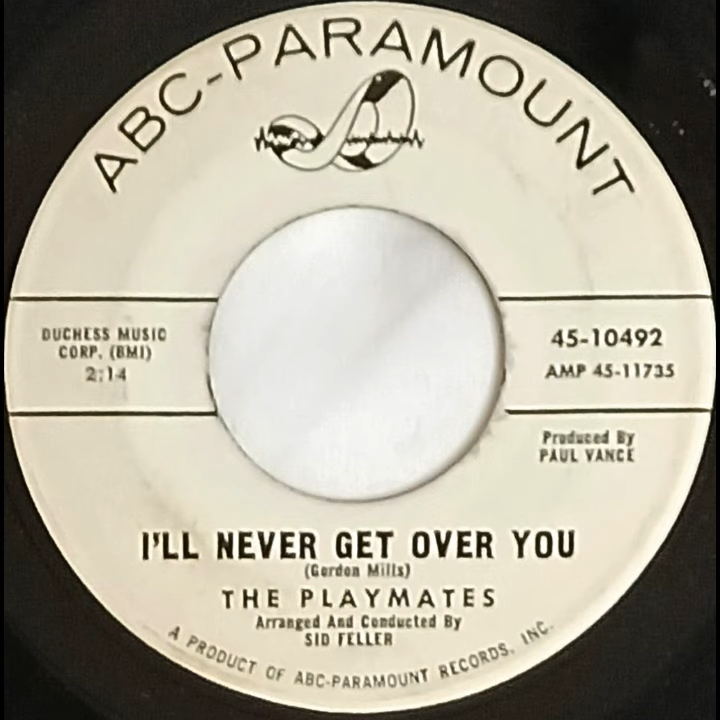 ABC-PARAMOUNT
DUCHESS MUSIC
CORP. (BMI)
2:14
45-10492
AMP 45-11735
Produced By
PAUL VANCE
I'LL NEVER GET OVER YOU
(Gordon Mills)
THE PLAYMATES
Arranged And Conducted By
SID FELLER
A PRODUCT OF ABC-PARAMOUNT RECORDS, INC.